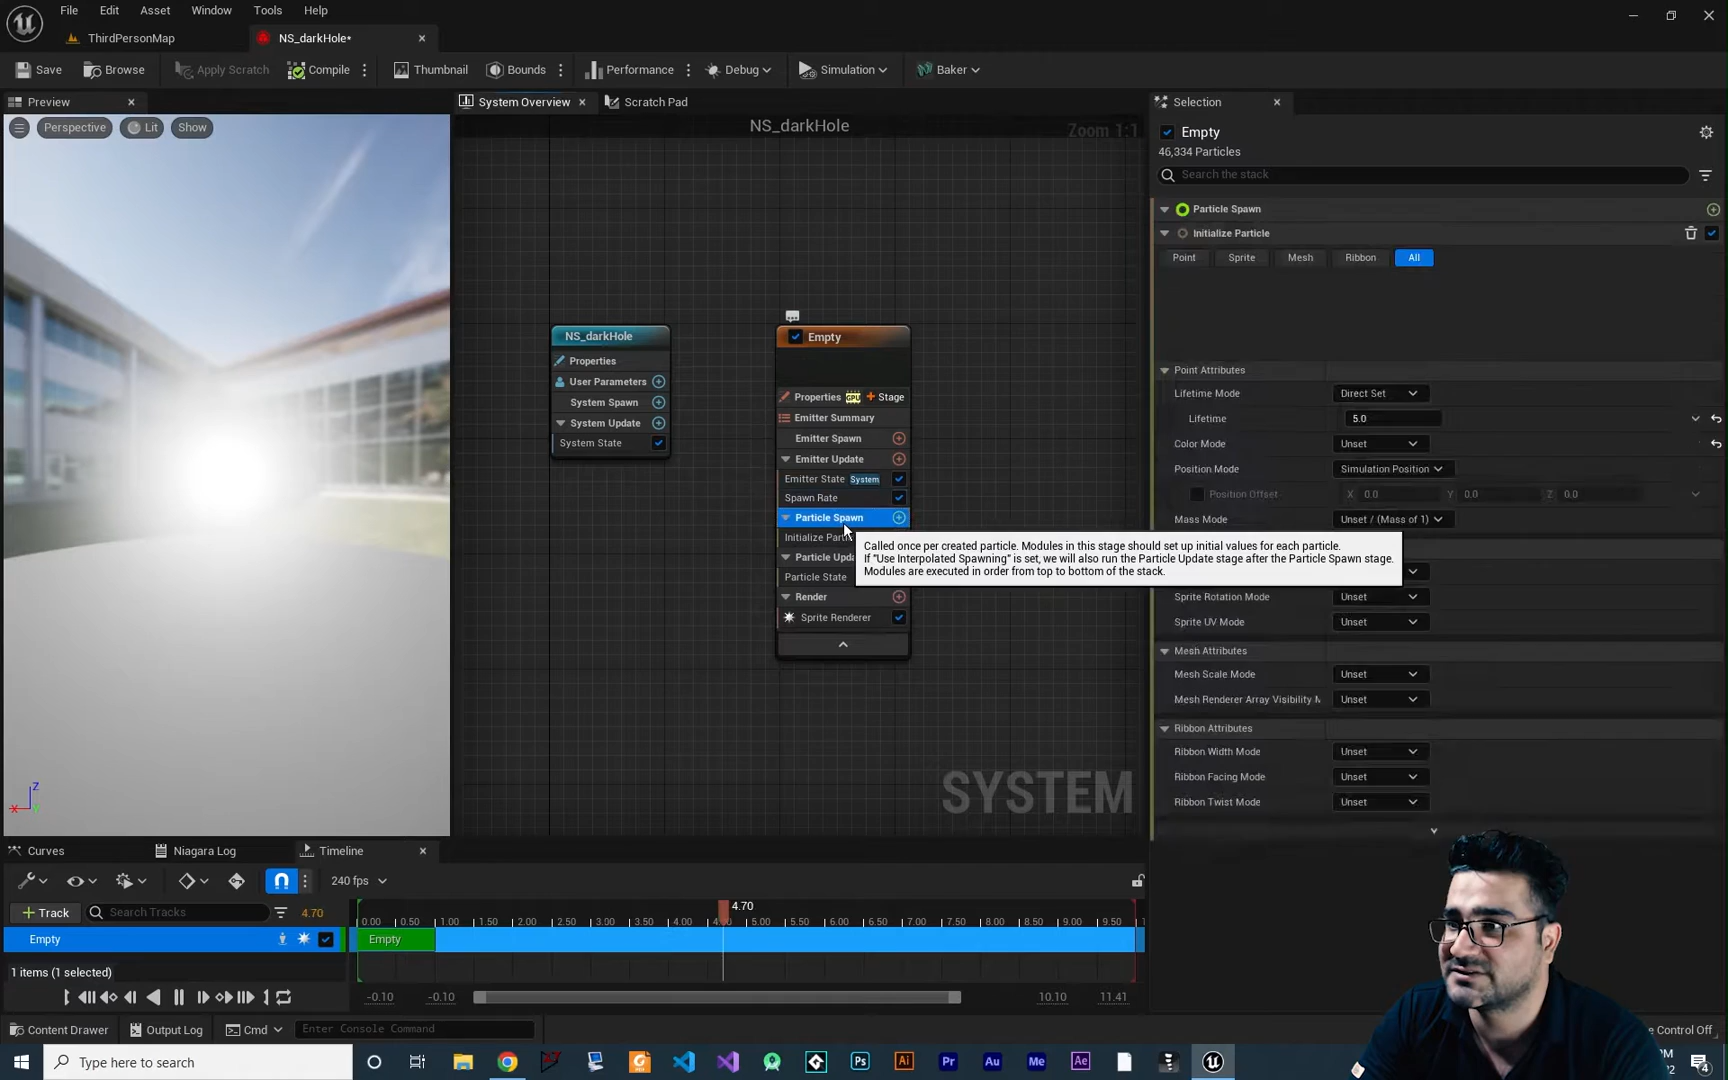 File Edit Asset Window Tools Help
ThirdPersonMap
NS_darkHole*
Save Browse Apply Scratch Compile Thumbnail Bounds Performance Debug Simulation Baker
Preview
System Overview
Scratch Pad
Selection
Perspective Lit Show
NS_darkHole
Zoom 1:1
Empty
46,334 Particles
Search the stack
Particle Spawn
Initialize Particle
Point Sprite Mesh Ribbon All
NS_darkHole
Properties
User Parameters
System Spawn
System Update
System State
Empty
Properties GPU + Stage
Emitter Summary
Emitter Spawn
Emitter Update
Emitter State System
Spawn Rate
Particle Spawn
Initialize Parti
Particle Upda
Particle State
Render
Sprite Renderer
Called once per created particle. Modules in this stage should set up initial values for each particle.
If "Use Interpolated Spawning" is set, we will also run the Particle Update stage after the Particle Spawn stage.
Modules are executed in order from top to bottom of the stack.
Point Attributes
Lifetime Mode Direct Set
Lifetime 5.0
Color Mode Unset
Position Mode Simulation Position
Position Offset X 0.0 Y 0.0 Z 0.0
Mass Mode Unset / (Mass of 1)
Sprite Rotation Mode Unset
Sprite UV Mode Unset
Mesh Attributes
Mesh Scale Mode Unset
Mesh Renderer Array Visibility M Unset
Ribbon Attributes
Ribbon Width Mode Unset
Ribbon Facing Mode Unset
Ribbon Twist Mode Unset
SYSTEM
Z
X
Curves
Niagara Log
Timeline
240 fps
+ Track
Search Tracks
4.70
4.70
0.00 0.50 1.00 1.50 2.00 2.50 3.00 3.50 4.00 5.00 5.50 6.00 6.50 7.00 7.50 8.00 8.50 9.00 9.50
Empty
Empty
1 items (1 selected)
-0.10 -0.10 10.10 11.41
Content Drawer Output Log Cmd Enter Console Command
e Control Off
Type here to search
Ps Ai Pr Au Me Ae
4